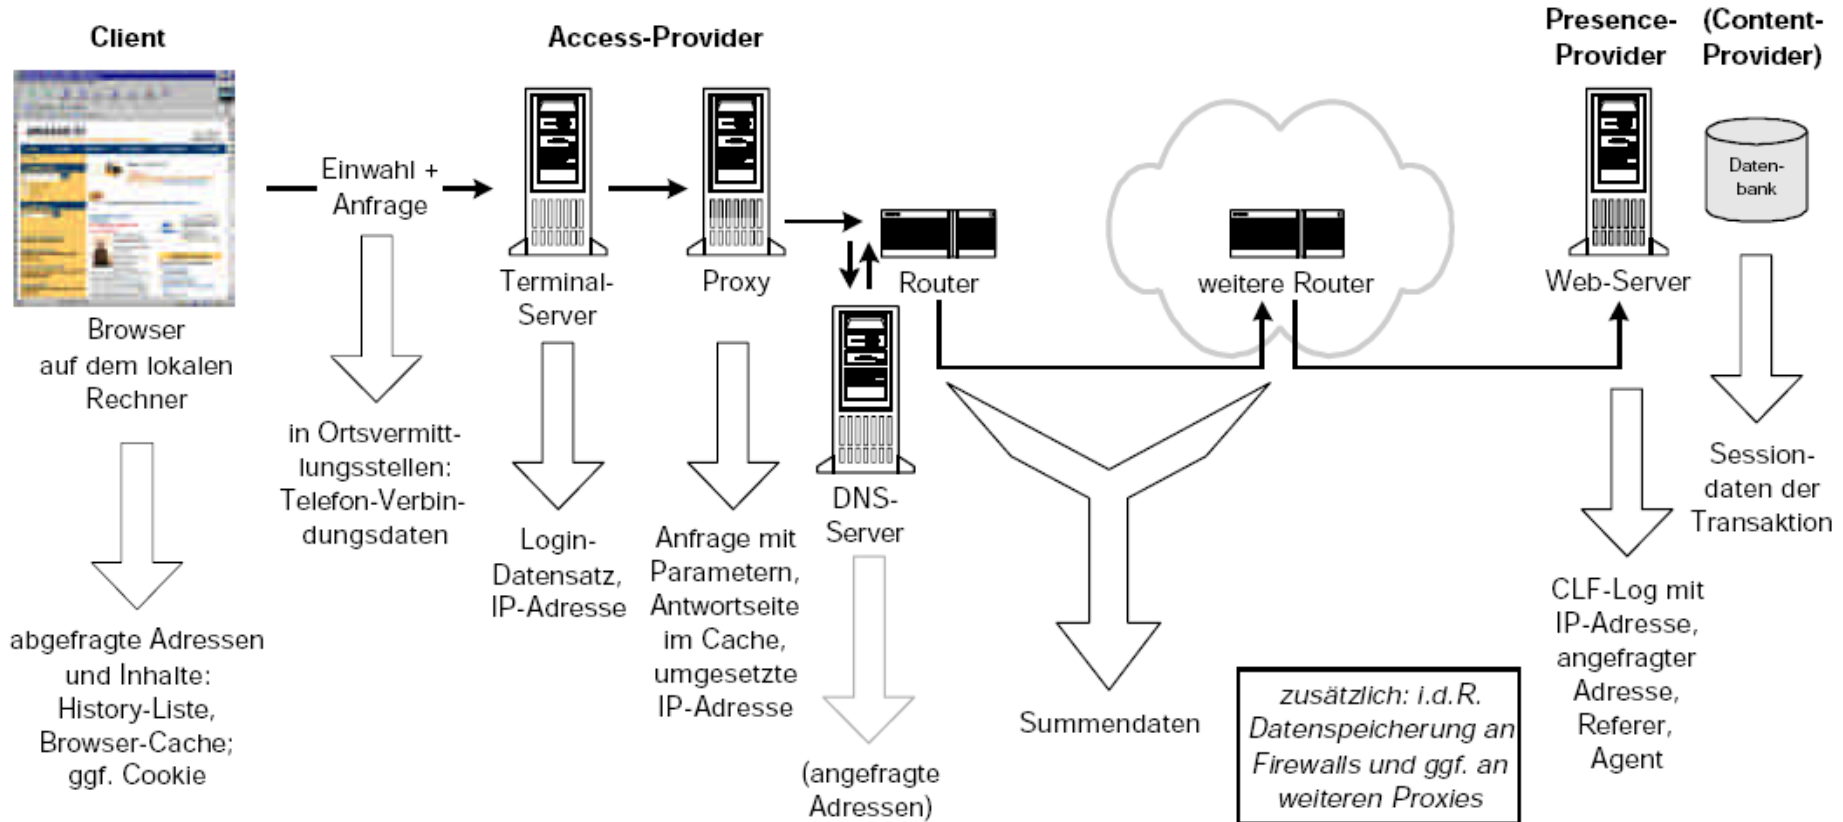 Client
Access-Provider
Presence-
Provider
(Content-
Provider)
Einwahl +
Anfrage
Daten-
bank
Terminal-
Server
Proxy
Router
weitere Router
Web-Server
Browser
auf dem lokalen
Rechner
in Ortsvermitt-
lungsstellen:
Telefon-Verbin-
dungsdaten
Login-
Datensatz,
IP-Adresse
Anfrage mit
Parametern,
Antwortseite
im Cache,
umgesetzte
IP-Adresse
DNS-
Server
Session-
daten der
Transaktion
abgefragte Adressen
und Inhalte:
History-Liste,
Browser-Cache;
ggf. Cookie
(angefragte
Adressen)
Summendaten
zusätzlich: i.d.R.
Datenspeicherung an
Firewalls und ggf. an
weiteren Proxies
CLF-Log mit
IP-Adresse,
angefragter
Adresse,
Referer,
Agent